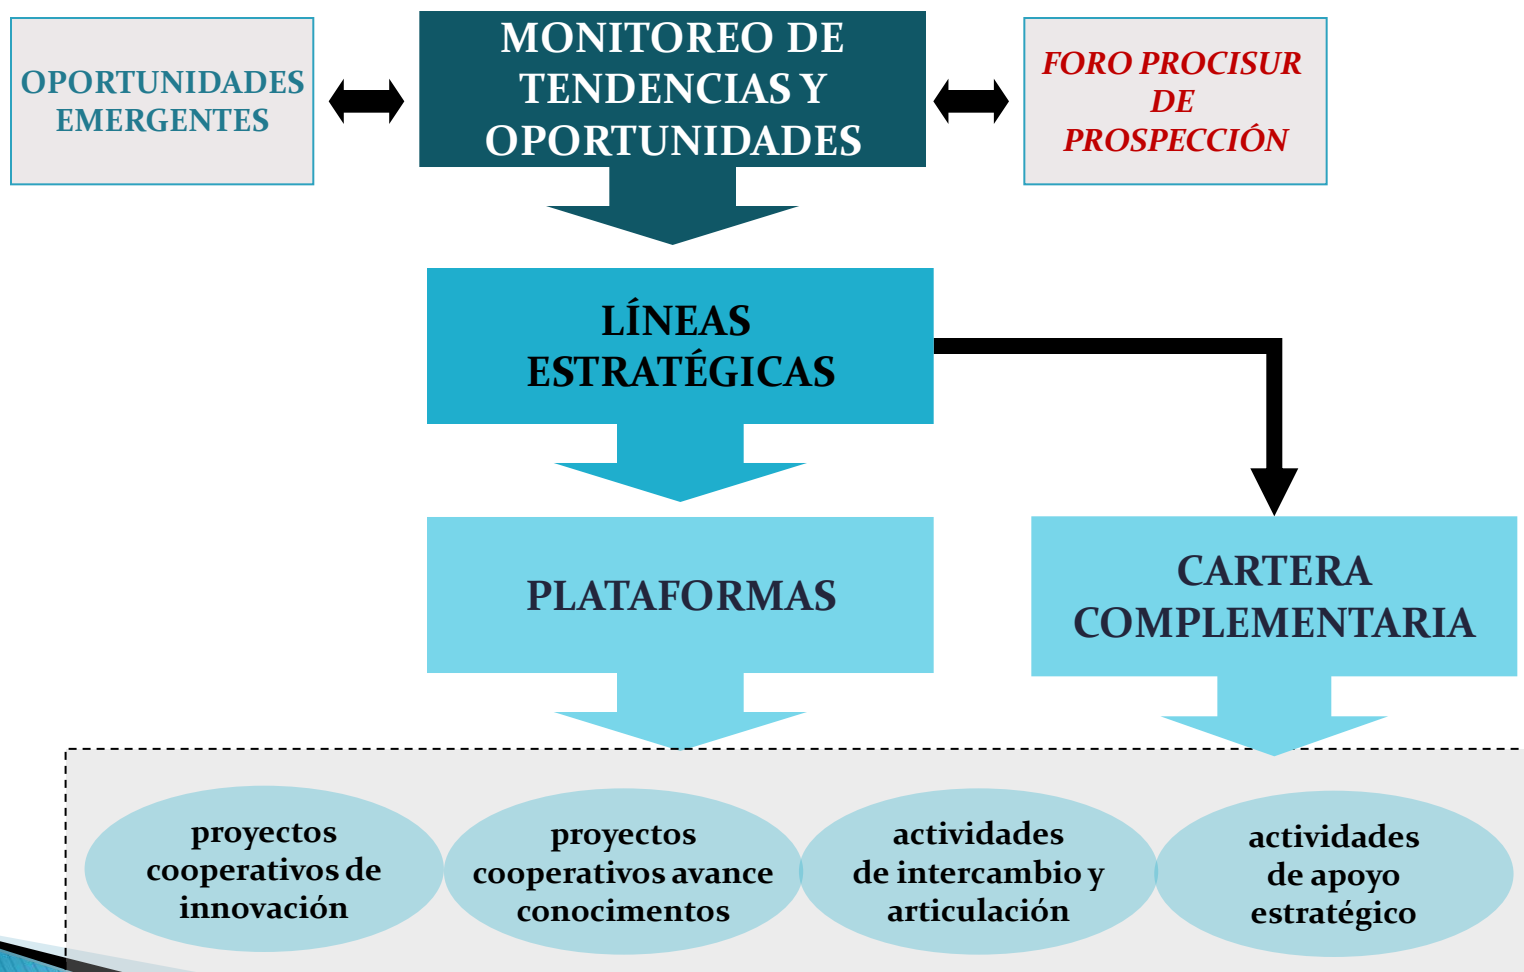 OPORTUNIDADES
EMERGENTES
MONITOREO DE
TENDENCIAS Y
OPORTUNIDADES
FORO PROCISUR
DE
PROSPECCIÓN
LÍNEAS
ESTRATÉGICAS
PLATAFORMAS
CARTERA
COMPLEMENTARIA
proyectos
cooperativos de
innovación
proyectos
cooperativos avance
conocimentos
actividades
de intercambio y
articulación
actividades
de apoyo
estratégico